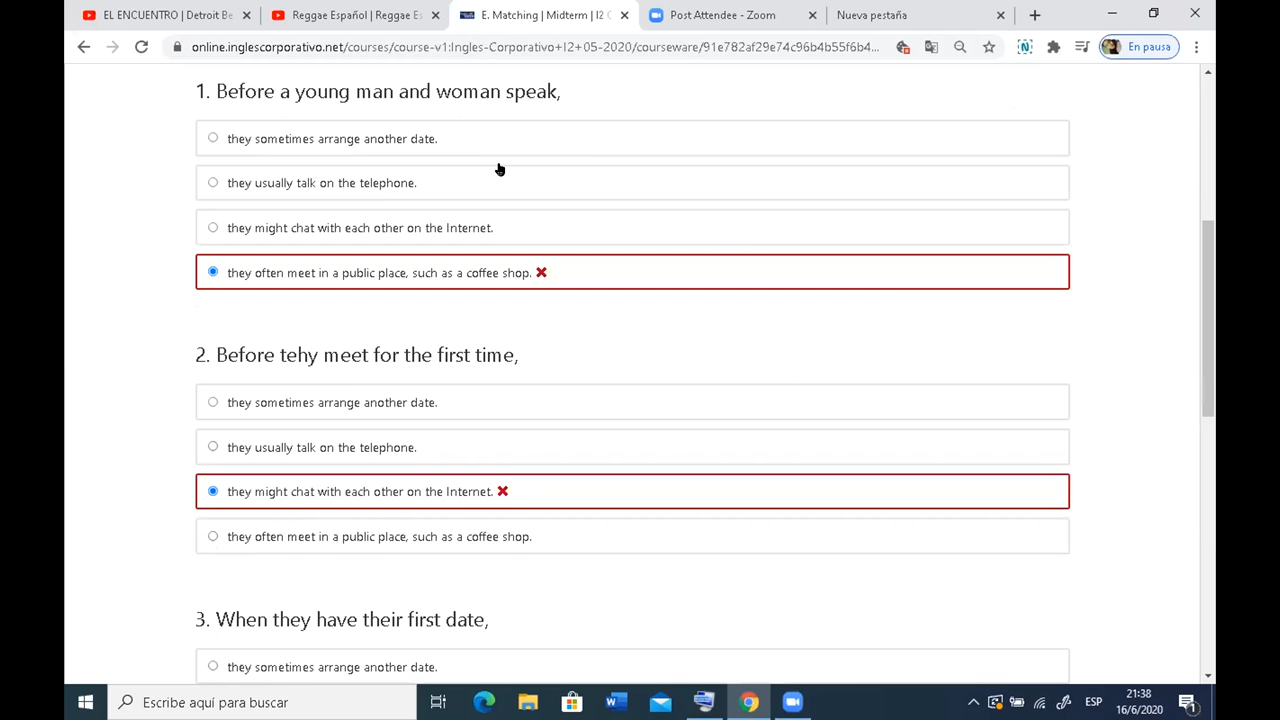 EL ENCUENTRO | Detroit Be
Reggae Español | Reggae Es
E. Matching | Midterm | I2 C
Post Attendee - Zoom
Nueva pestaña
online.inglescorporativo.net/courses/course-v1:Ingles-Corporativo+I2+05-2020/courseware/91e782af29e74c96b4b55f6b4...
En pausa
1. Before a young man and woman speak,
they sometimes arrange another date.
they usually talk on the telephone.
they might chat with each other on the Internet.
they often meet in a public place, such as a coffee shop.
2. Before tehy meet for the first time,
they sometimes arrange another date.
they usually talk on the telephone.
they might chat with each other on the Internet.
they often meet in a public place, such as a coffee shop.
3. When they have their first date,
they sometimes arrange another date.
Escribe aquí para buscar
ESP
21:38
16/6/2020
1